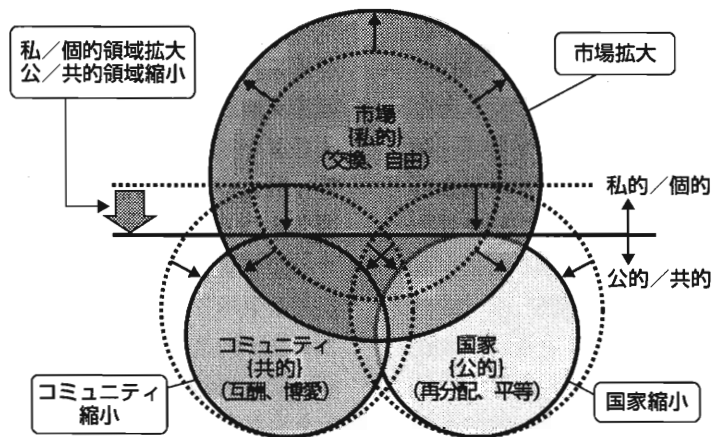 私／個的領域拡大
公／共的領域縮小
市場拡大
市場
{私的}
(交換、自由)
私的／個的
公的／共的
コミュニティ
{共的}
(互酬、博愛)
国家
{公的}
(再分配、平等)
コミュニティ
縮小
国家縮小